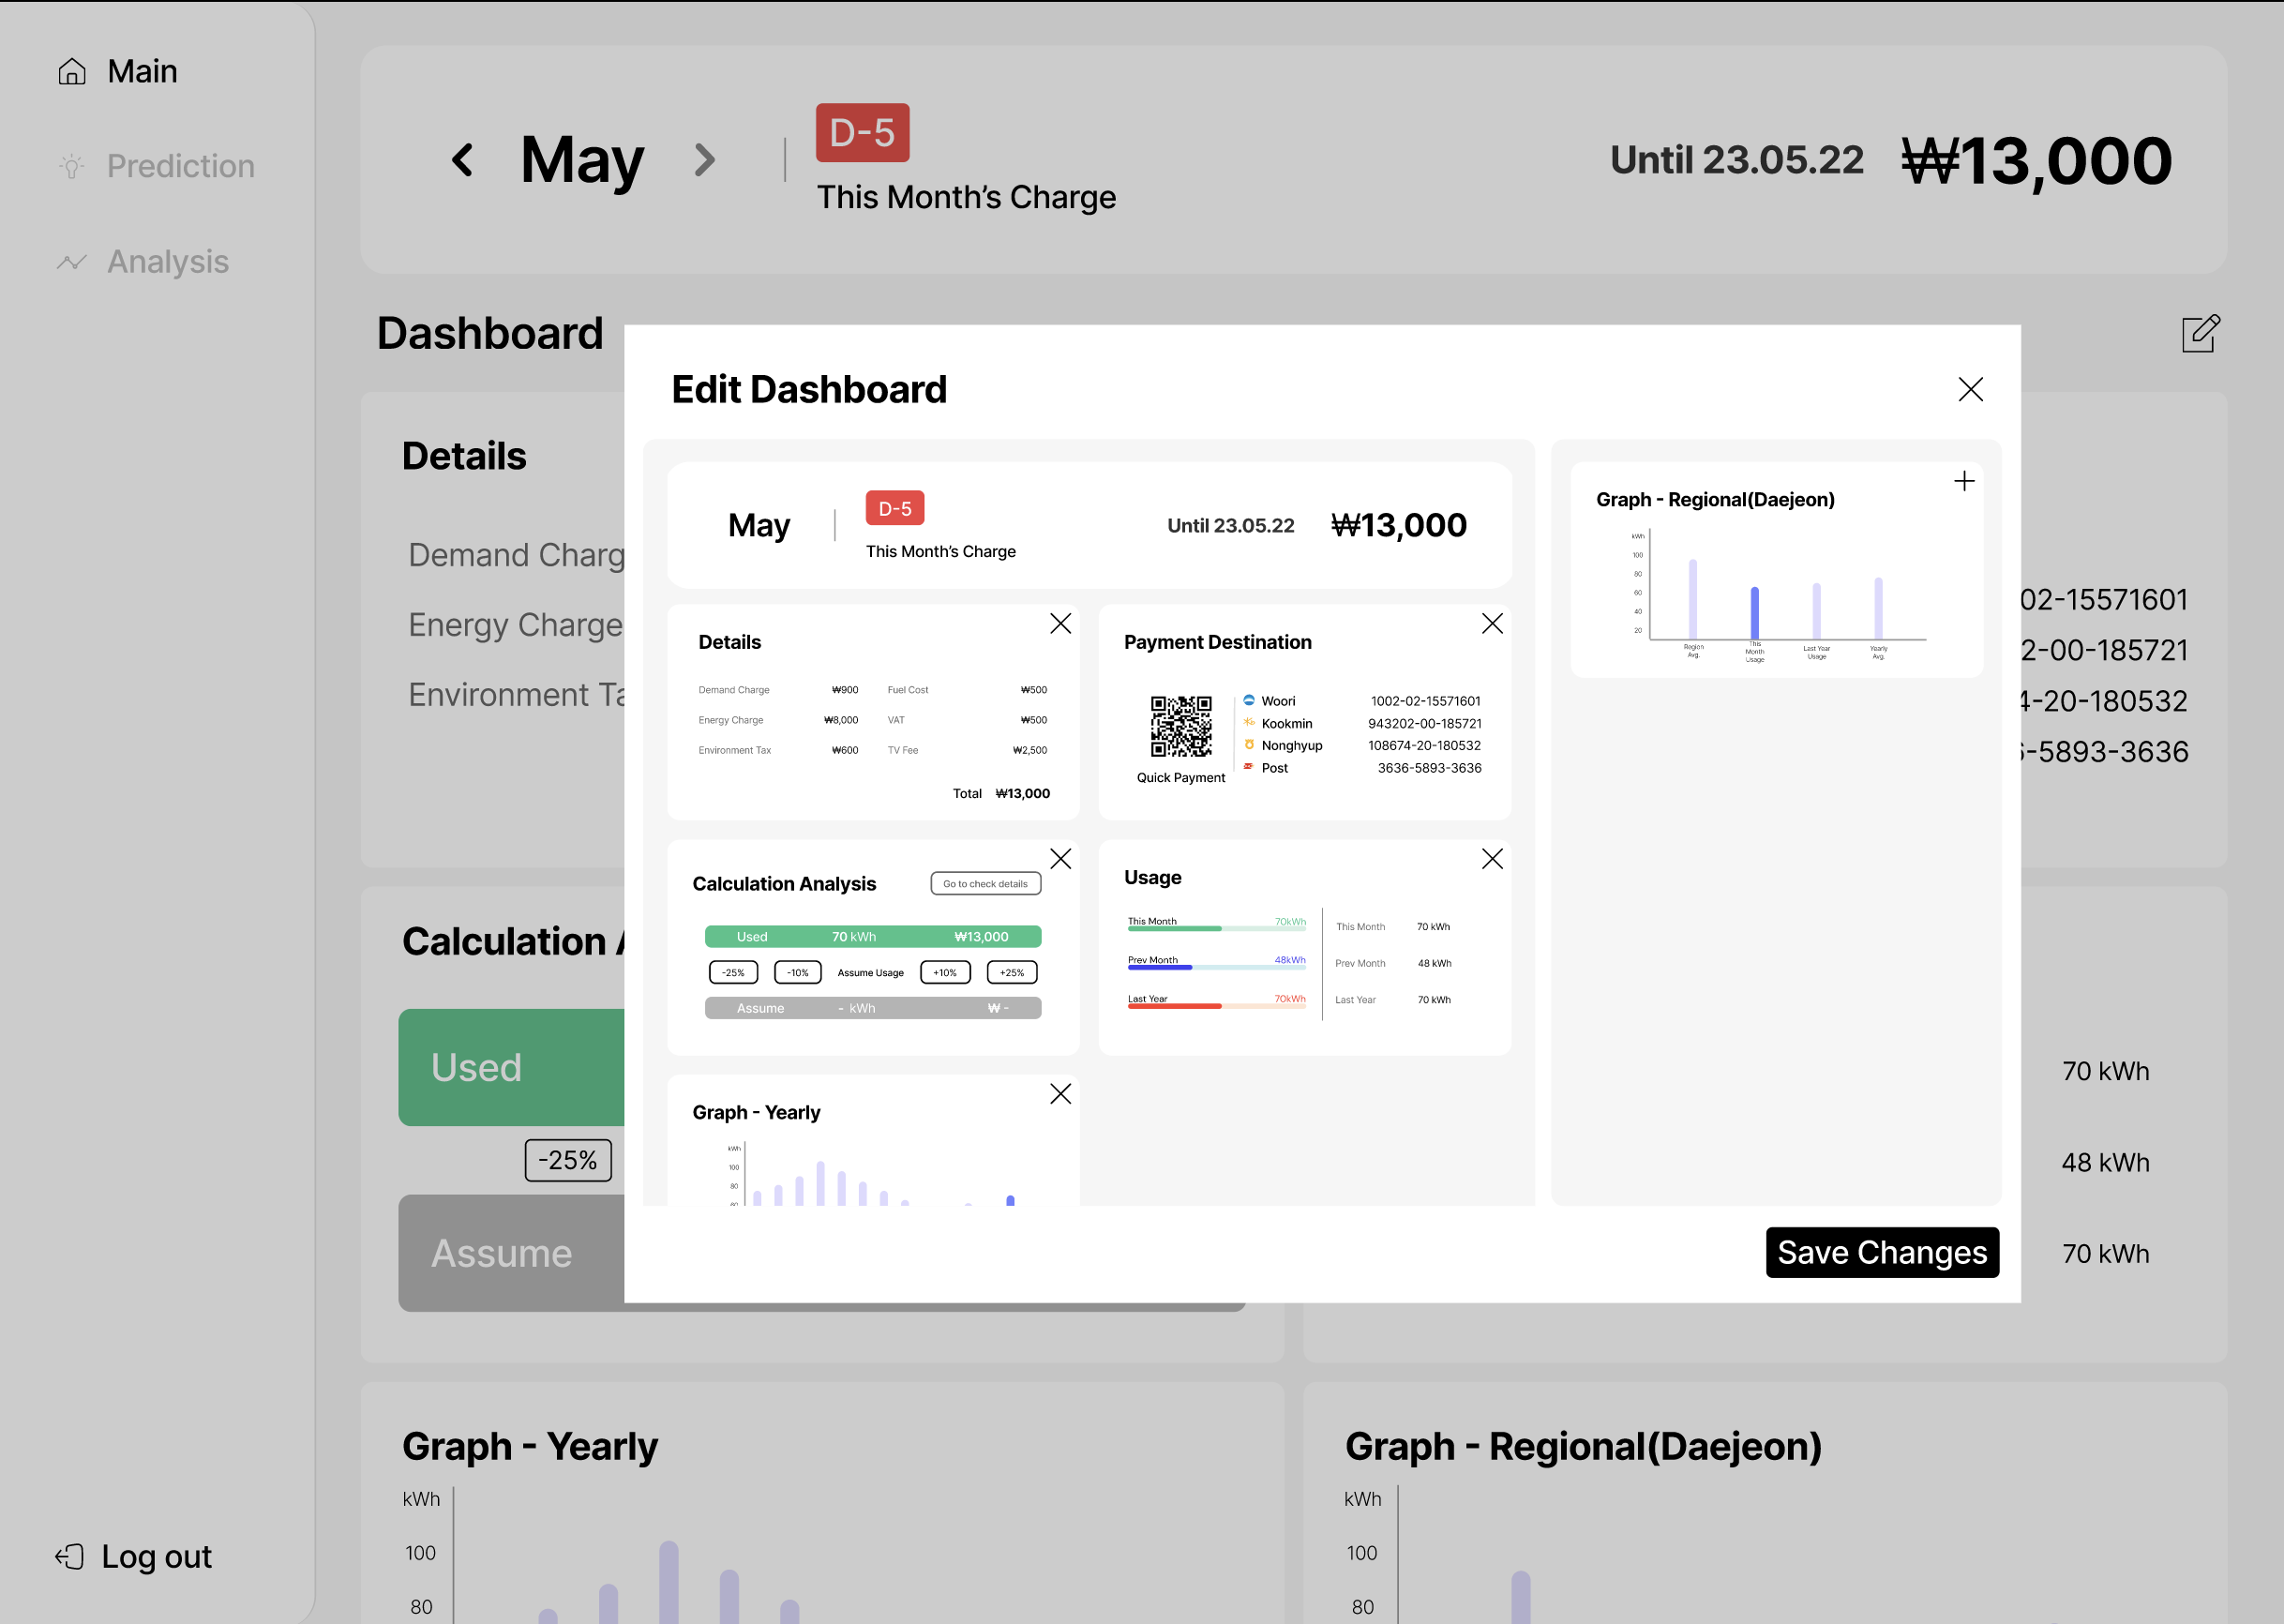 Main
Prediction
Analysis
Log out
May
D-5
This Month's Charge
Until 23.05.22 ₩13,000
Dashboard
Details
Demand Charg
Energy Charge
Environment Ta
02-15571601
2-00-185721
4-20-180532
-5893-3636
Calculation
Used
-25%
Assume
70 kWh
48 kWh
70 kWh
Graph - Yearly
kWh
100
80
Graph - Regional(Daejeon)
kWh
100
80
Edit Dashboard
May
D-5
This Month's Charge
Until 23.05.22 ₩13,000
Details
Demand Charge ₩900 Fuel Cost ₩500
Energy Charge ₩8,000 VAT ₩500
Environment Tax ₩600 TV Fee ₩2,500
Total ₩13,000
Payment Destination
Quick Payment
Woori 1002-02-15571601
Kookmin 943202-00-185721
Nonghyup 108674-20-180532
Post 3636-5893-3636
Calculation Analysis
Go to check details
Used 70 kWh ₩13,000
-25% -10% Assume Usage +10% +25%
Assume - kWh ₩ -
Usage
This Month 70kWh
Prev Month 48kWh
Last Year 70kWh
This Month 70 kWh
Prev Month 48 kWh
Last Year 70 kWh
Graph - Yearly
kWh
100
80
Graph - Regional(Daejeon)
kWh
100
80
60
40
20
Region
Avg.
This
Month
Usage
Last Year
Usage
Yearly
Avg.
Save Changes